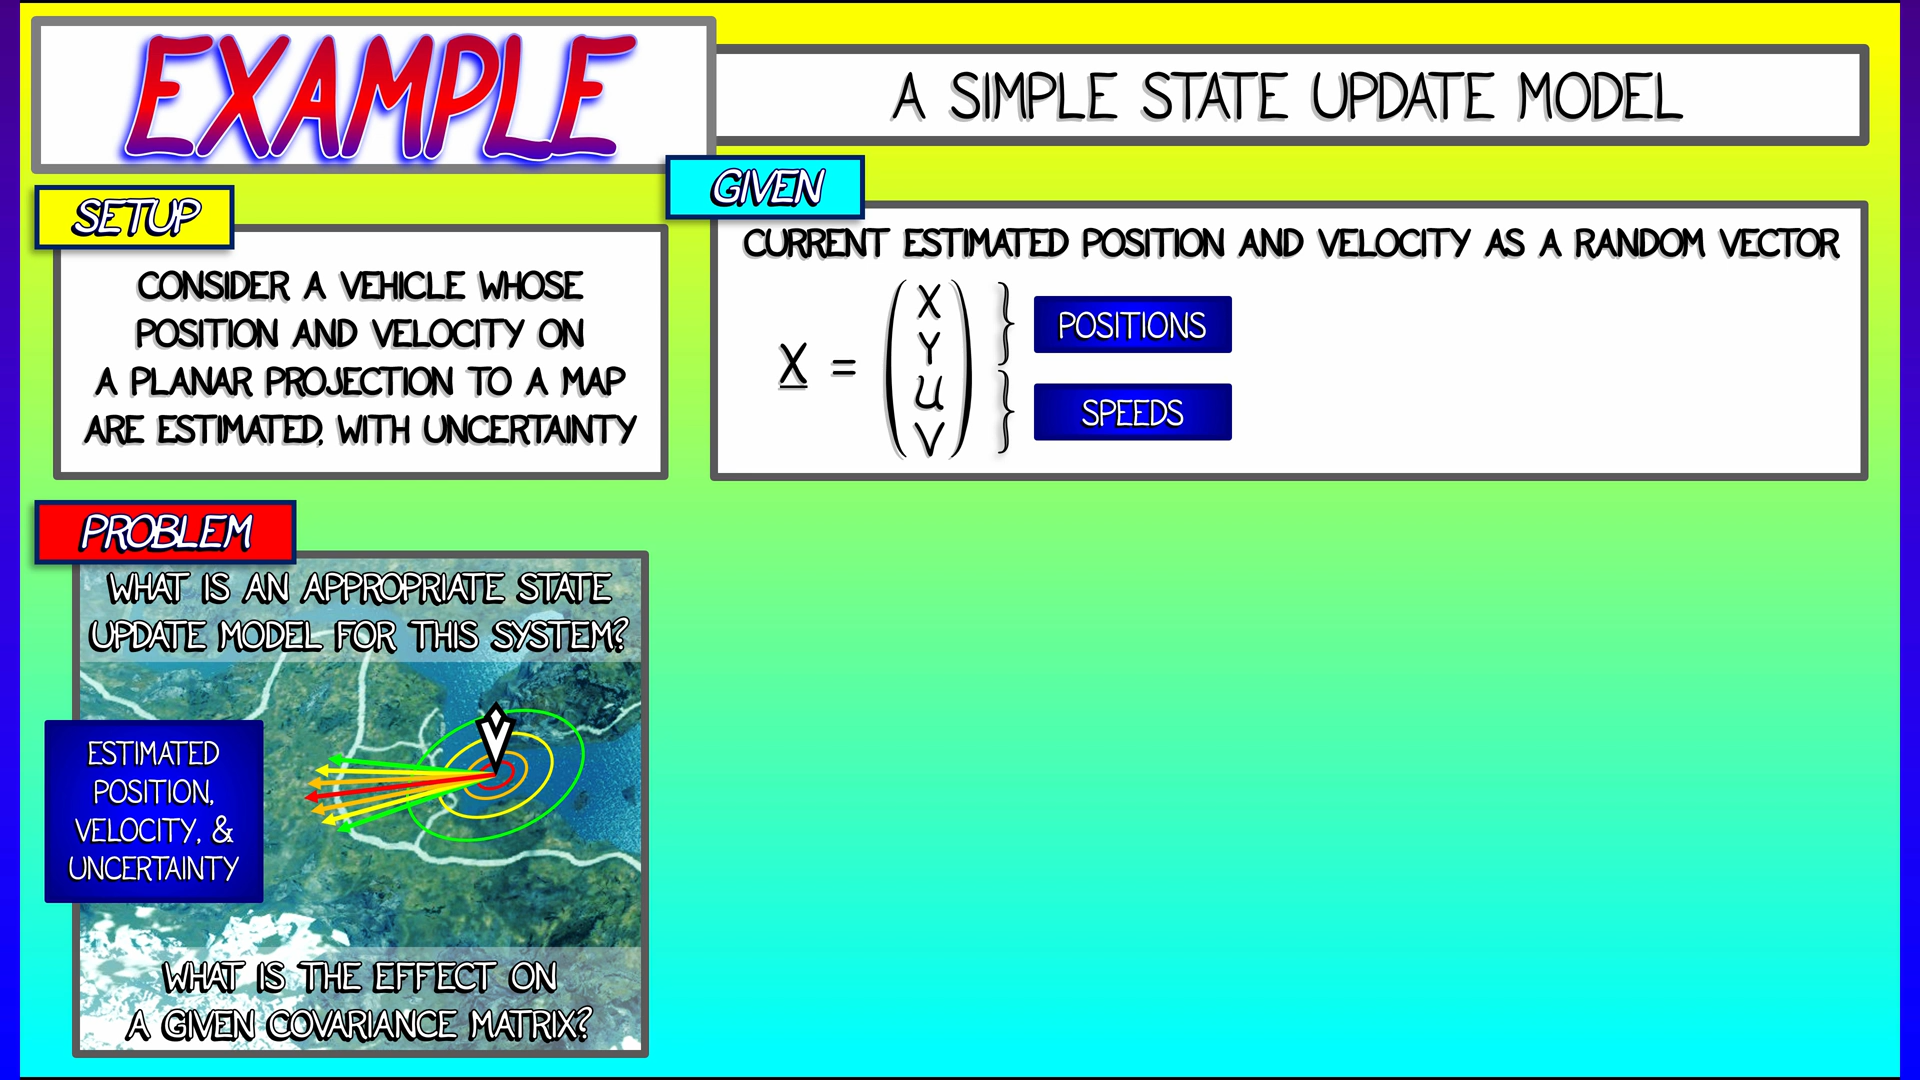 EXAMPLE
A SIMPLE STATE UPDATE MODEL
SETUP
CONSIDER A VEHICLE WHOSE
POSITION AND VELOCITY ON
A PLANAR PROJECTION TO A MAP
ARE ESTIMATED, WITH UNCERTAINTY
GIVEN
CURRENT ESTIMATED POSITION AND VELOCITY AS A RANDOM VECTOR
X =
X
Y
U
V
POSITIONS
SPEEDS
PROBLEM
WHAT IS AN APPROPRIATE STATE
UPDATE MODEL FOR THIS SYSTEM?
ESTIMATED
POSITION,
VELOCITY, &
UNCERTAINTY
WHAT IS THE EFFECT ON
A GIVEN COVARIANCE MATRIX?